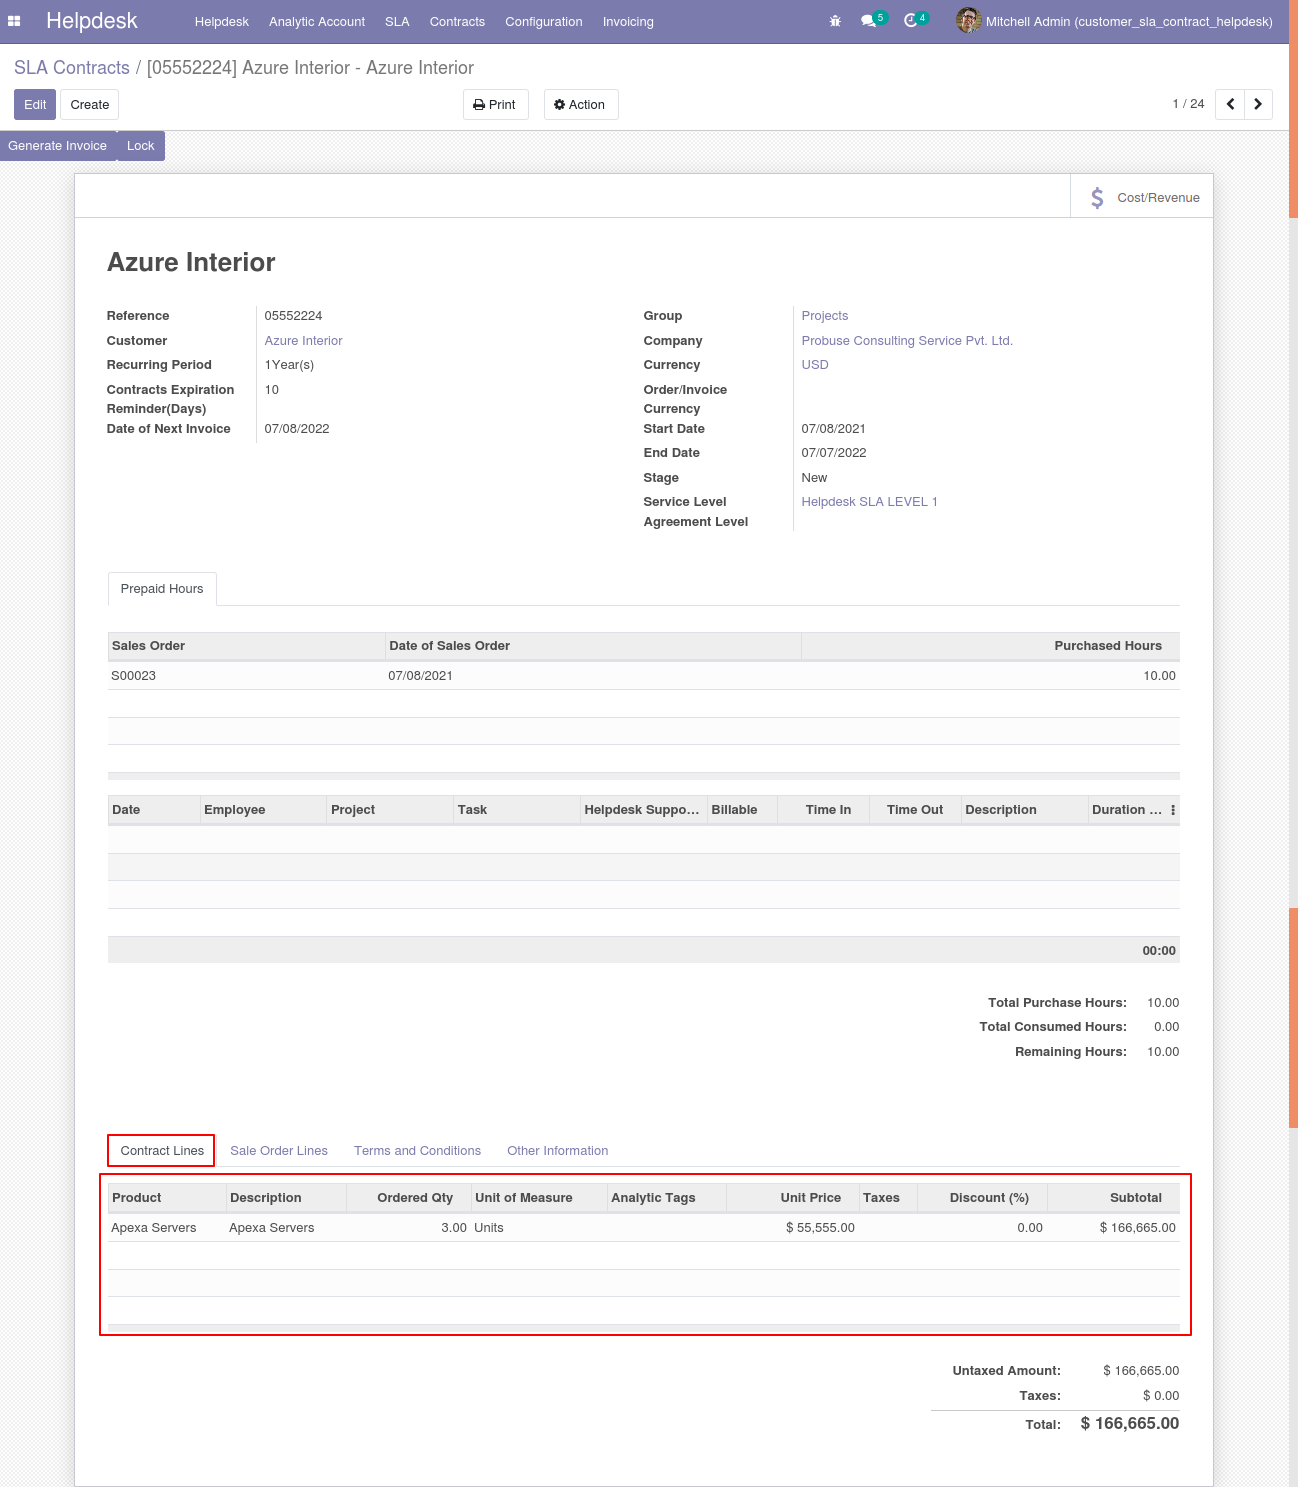 Helpdesk Helpdesk Analytic Account SLA Contracts Configuration Invoicing 5 4 Mitchell Admin (customer_sla_contract_helpdesk)
SLA Contracts / [05552224] Azure Interior - Azure Interior
Edit Create Print Action 1 / 24
Generate Invoice Lock
$ Cost/Revenue
Azure Interior
Reference 05552224
Customer Azure Interior
Recurring Period 1Year(s)
Contracts Expiration 10
Reminder(Days)
Date of Next Invoice 07/08/2022
Group Projects
Company Probuse Consulting Service Pvt. Ltd.
Currency USD
Order/Invoice
Currency
Start Date 07/08/2021
End Date 07/07/2022
Stage New
Service Level Helpdesk SLA LEVEL 1
Agreement Level
Prepaid Hours
Sales Order Date of Sales Order Purchased Hours
S00023 07/08/2021 10.00
Date Employee Project Task Helpdesk Suppo... Billable Time In Time Out Description Duration ...
00:00
Total Purchase Hours: 10.00
Total Consumed Hours: 0.00
Remaining Hours: 10.00
Contract Lines Sale Order Lines Terms and Conditions Other Information
Product Description Ordered Qty Unit of Measure Analytic Tags Unit Price Taxes Discount (%) Subtotal
Apexa Servers Apexa Servers 3.00 Units $ 55,555.00 0.00 $ 166,665.00
Untaxed Amount: $ 166,665.00
Taxes: $ 0.00
Total: $ 166,665.00